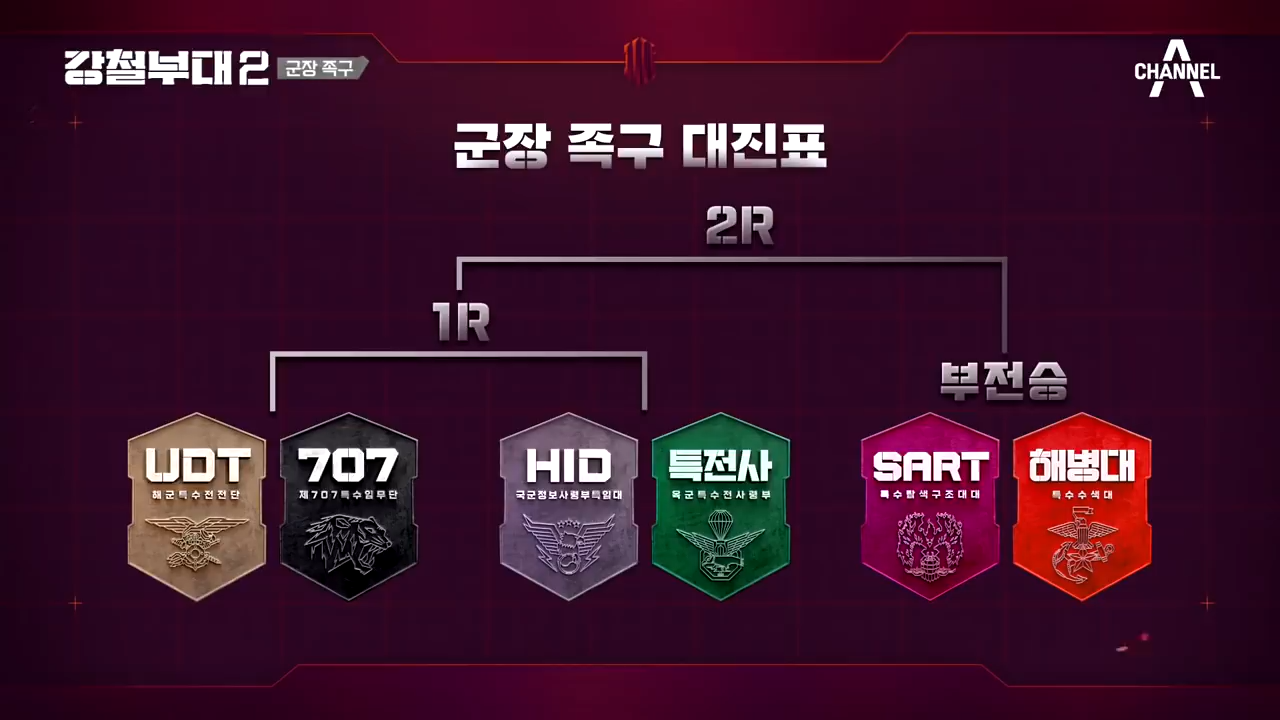 강철부대2 군장 족구
CHANNEL A
군장 족구 대진표
2R
1R
부전승
UDT
해군특수전전단
707
제707특수임무단
HID
국군정보사령부특임대
특전사
육군특수전사령부
SART
특수탐색구조대대
해병대
특수수색대